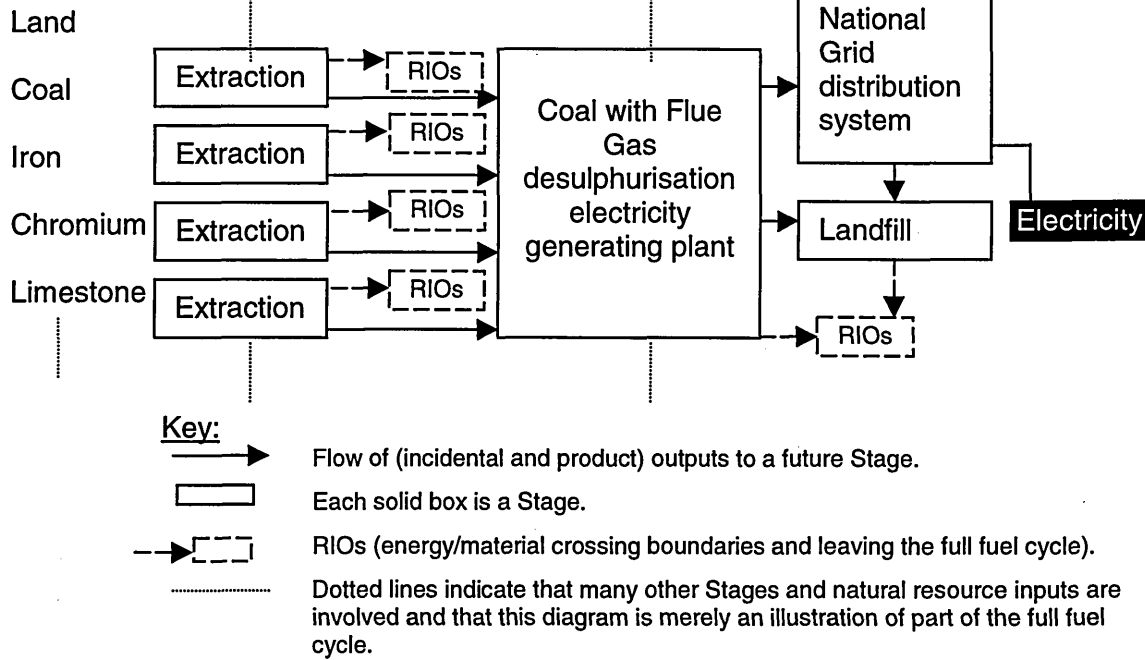 Land
Coal
Iron
Chromium
Limestone
Extraction
RIOs
Extraction
RIOs
Extraction
RIOs
Extraction
RIOs
Coal with Flue
Gas
desulphurisation
electricity
generating plant
National
Grid
distribution
system
Landfill
Electricity
RIOs
Key:
Flow of (incidental and product) outputs to a future Stage.
Each solid box is a Stage.
RIOs (energy/material crossing boundaries and leaving the full fuel cycle).
Dotted lines indicate that many other Stages and natural resource inputs are
involved and that this diagram is merely an illustration of part of the full fuel
cycle.